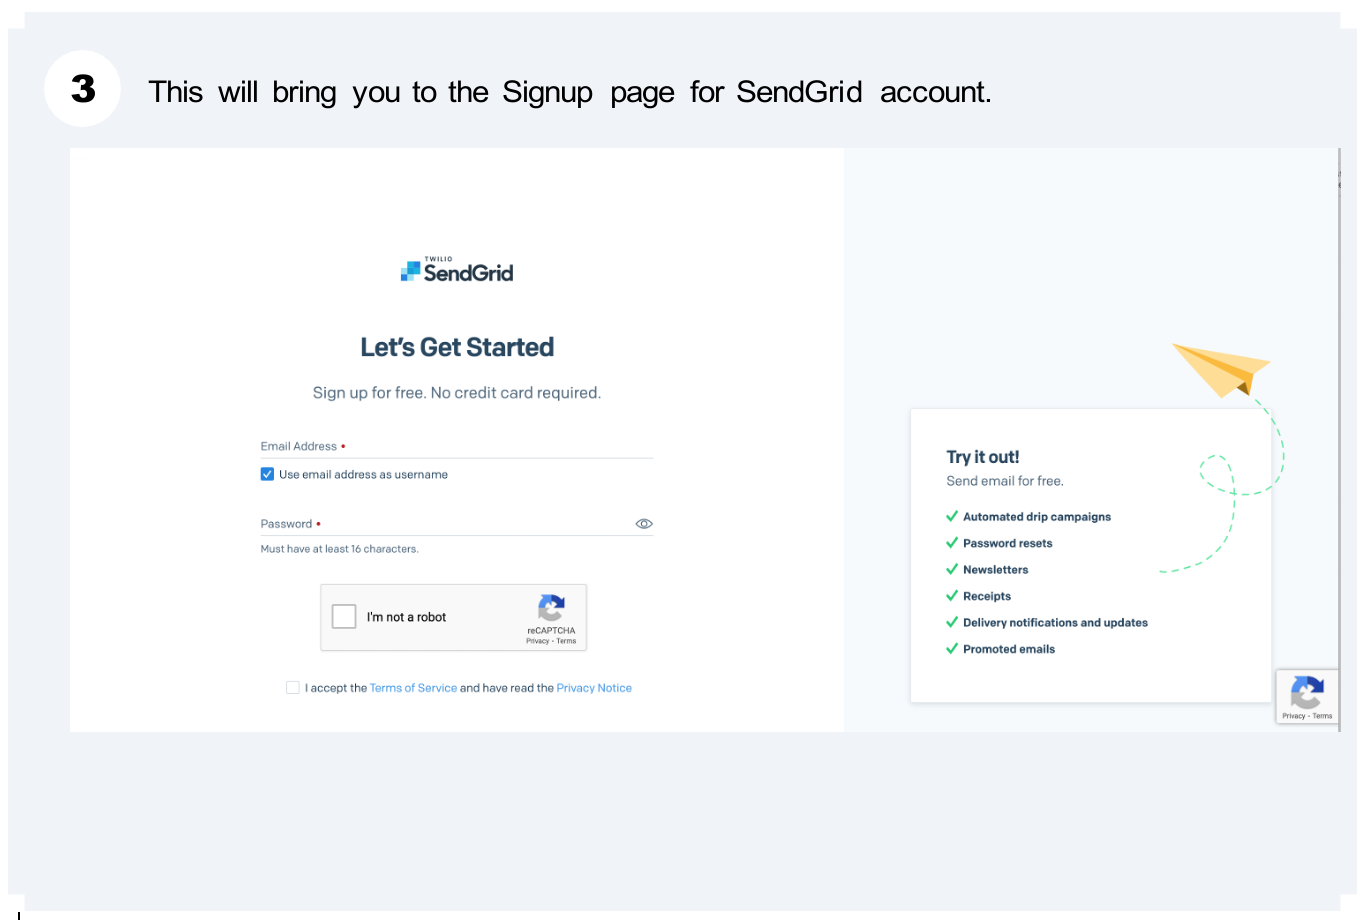 3
This will bring you to the Signup page for SendGrid account.
TWILIO
SendGrid
Let's Get Started
Sign up for free. No credit card required.
Email Address •
Use email address as username
Password •
Must have at least 16 characters.
I'm not a robot
reCAPTCHA
Privacy - Terms
I accept the Terms of Service and have read the Privacy Notice
Try it out!
Send email for free.
Automated drip campaigns
Password resets
Newsletters
Receipts
Delivery notifications and updates
Promoted emails
Privacy - Terms